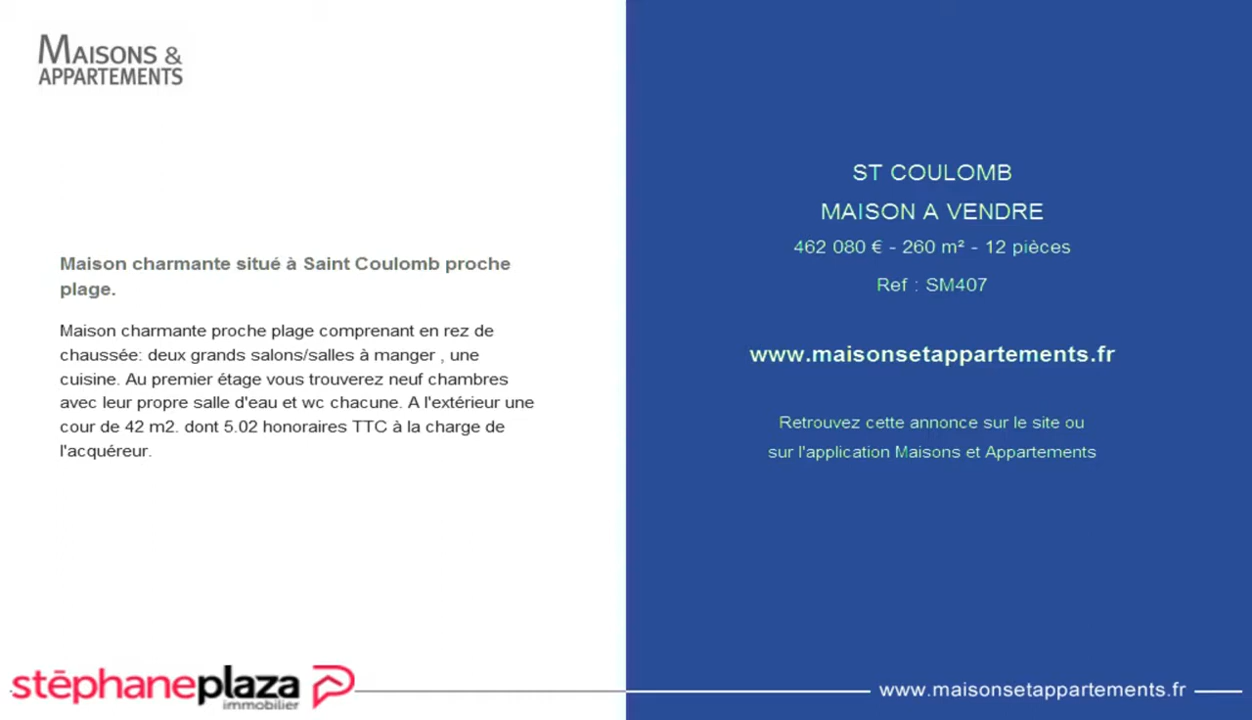 MAISONS &
APPARTEMENTS
Maison charmante situé à Saint Coulomb proche
plage.
Maison charmante proche plage comprenant en rez de
chaussée: deux grands salons/salles à manger , une
cuisine. Au premier étage vous trouverez neuf chambres
avec leur propre salle d'eau et wc chacune. A l'extérieur une
cour de 42 m2. dont 5.02 honoraires TTC à la charge de
l'acquéreur.
stéphaneplaza
immobilier
ST COULOMB
MAISON A VENDRE
462 080 € - 260 m² - 12 pièces
Ref : SM407
www.maisonsetappartements.fr
Retrouvez cette annonce sur le site ou
sur l'application Maisons et Appartements
www.maisonsetappartements.fr